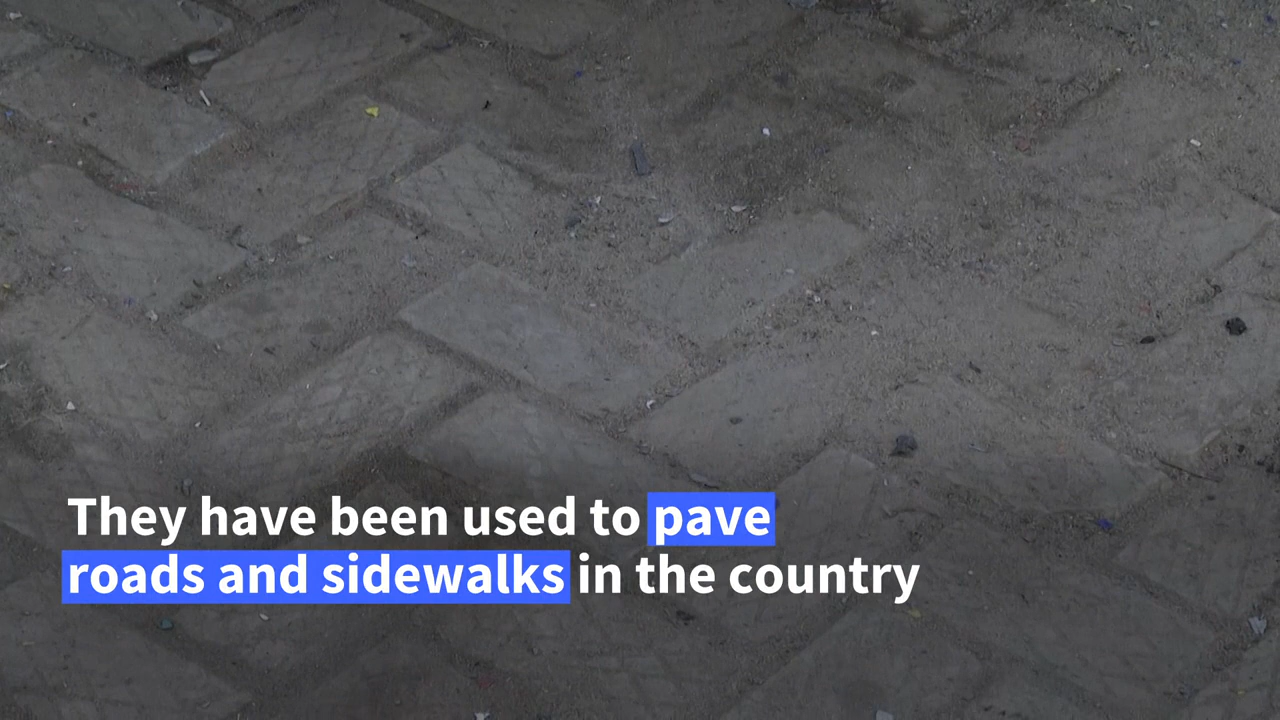 They have been used to pave
roads and sidewalks in the country